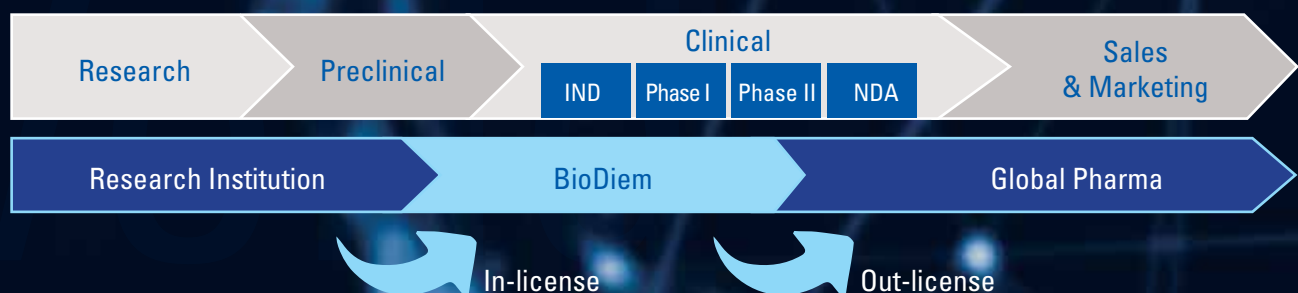 Research
Preclinical
Clinical
IND
Phase I
Phase II
NDA
Sales
& Marketing
Research Institution
BioDiem
Global Pharma
In-license
Out-license